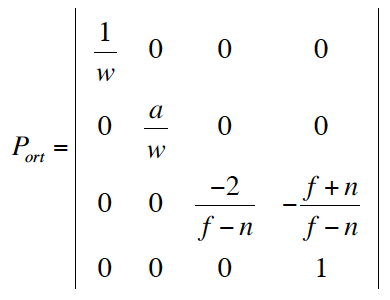 P_ort = | 1/w 0 0 0 |
| 0 a/w 0 0 |
| 0 0 -2/(f – n) -(f + n)/(f – n) |
| 0 0 0 1 |